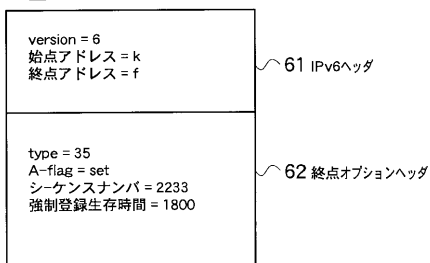 version = 6
始点アドレス = k
終点アドレス = f
61 IPv6ヘッダ
type = 35
A-flag = set
シーケンスナンバ = 2233
強制登録生存時間 = 1800
62 終点オプションヘッダ